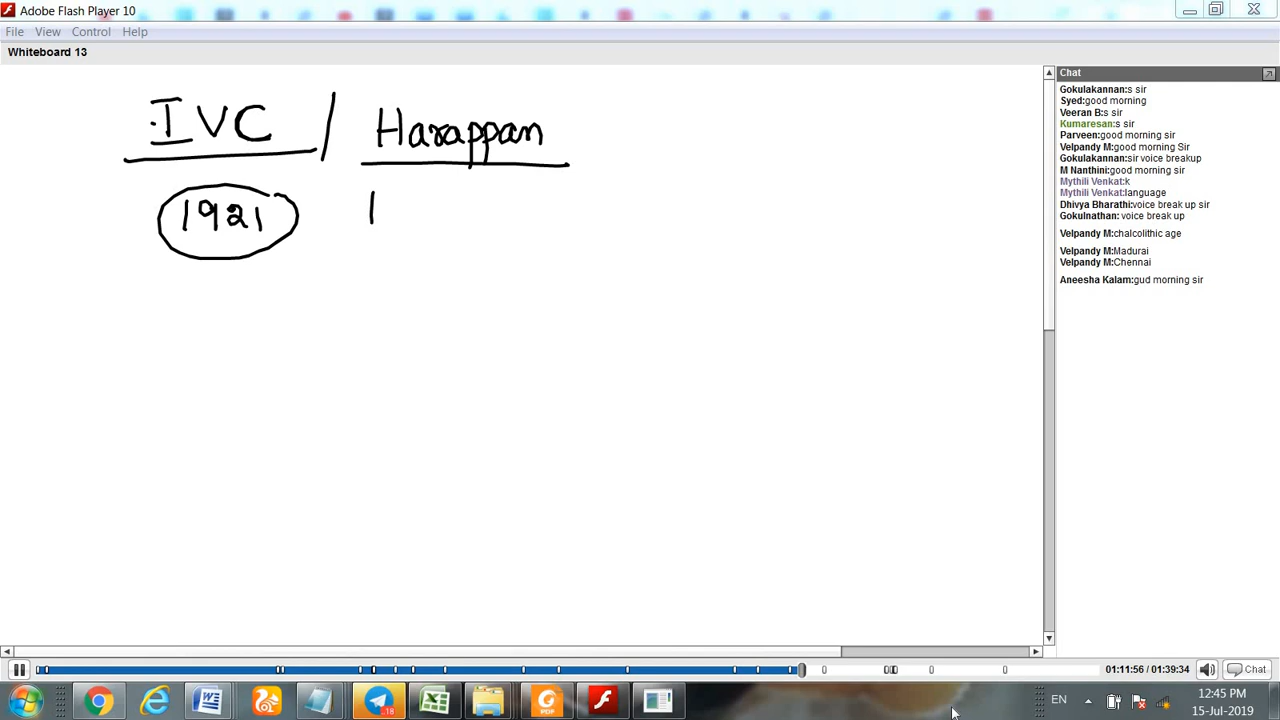 Adobe Flash Player 10
File View Control Help
Whiteboard 13
IVC / Harappan
1921 |
Chat
Gokulakannan:s sir
Syed:good morning
Veeran B:s sir
Kumaresan:s sir
Parveen:good morning sir
Velpandy M:good morning Sir
Gokulakannan:sir voice breakup
M Nanthini:good morning sir
Mythili Venkat:k
Mythili Venkat:language
Dhivya Bharathi:voice break up sir
Gokulnathan: voice break up
Velpandy M:chalcolithic age
Velpandy M:Madurai
Velpandy M:Chennai
Aneesha Kalam:gud morning sir
01:11:56 / 01:39:34 Chat
18 PDF EN 12:45 PM
15-Jul-2019